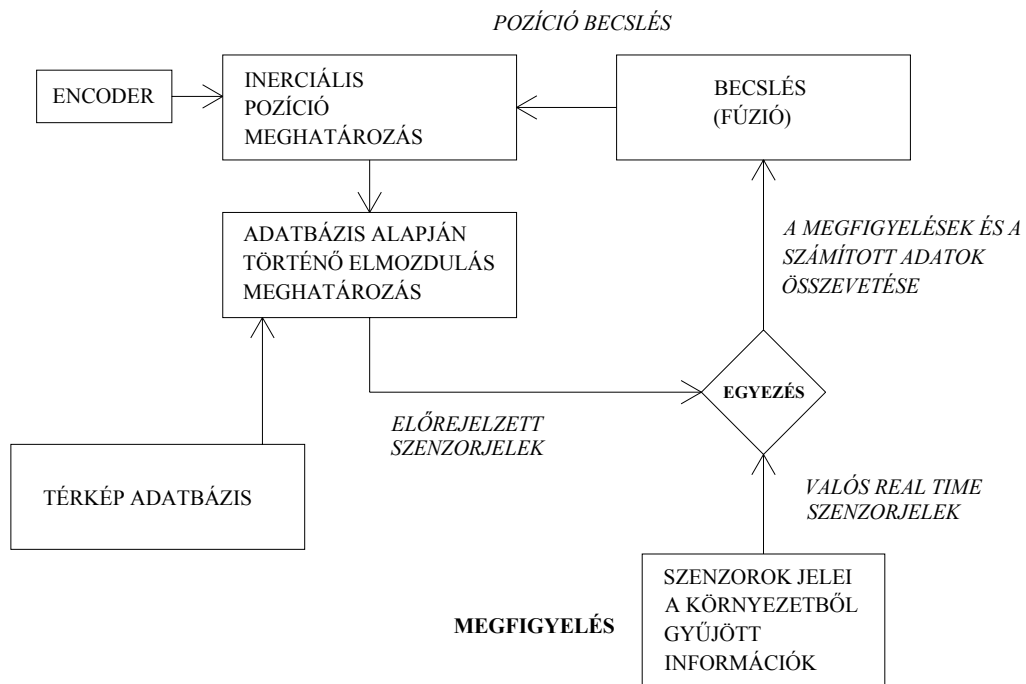 POZÍCIÓ BECSLÉS
ENCODER
INERCIÁLIS
POZÍCIÓ
MEGHATÁROZÁS
BECSLÉS
(FÚZIÓ)
ADATBÁZIS ALAPJÁN
TÖRTÉNŐ ELMOZDULÁS
MEGHATÁROZÁS
A MEGFIGYELÉSEK ÉS A
SZÁMÍTOTT ADATOK
ÖSSZEVETÉSE
EGYEZÉS
ELŐREJELZETT
SZENZORJELEK
TÉRKÉP ADATBÁZIS
VALÓS REAL TIME
SZENZORJELEK
MEGFIGYELÉS
SZENZOROK JELEI
A KÖRNYEZETBŐL
GYŰJÖTT
INFORMÁCIÓK